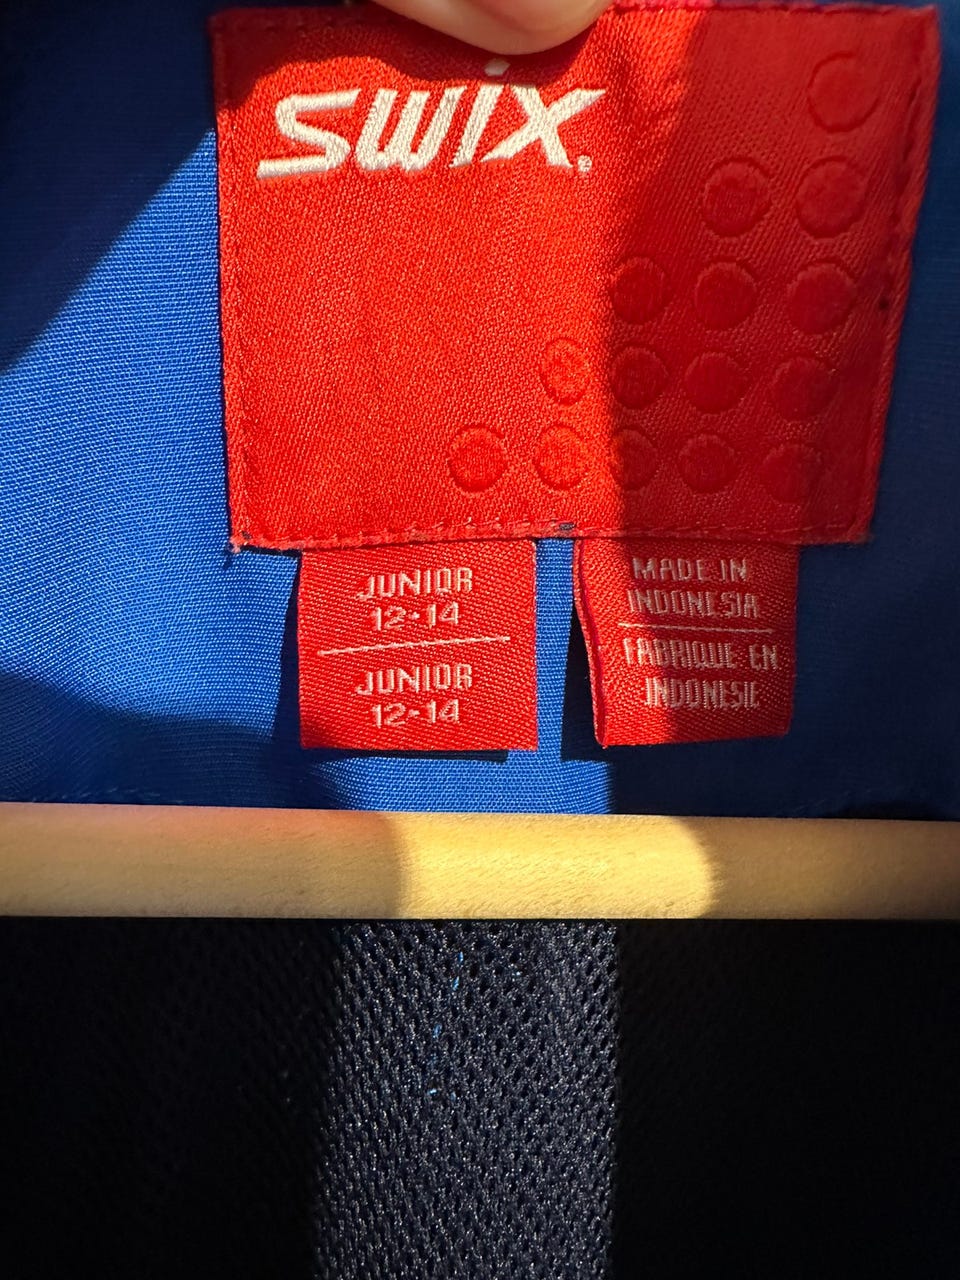 SWIX
JUNIOR
12-14
JUNIOR
12-14
MADE IN
INDONESIA
FABRIQUE EN
INDONESIE